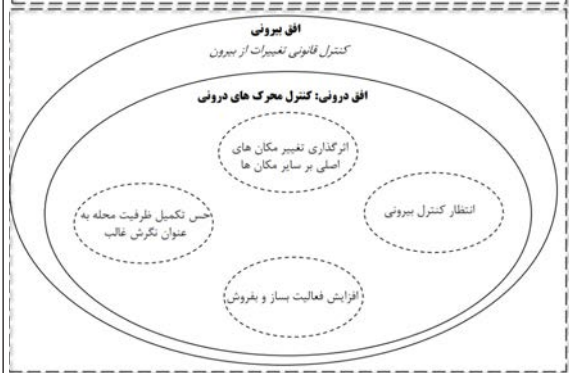 افق بیرونی
کنترل قانونی تغییرات از بیرون
افق درونی: کنترل محرک های درونی
اثرگذاری تغییر مکان های
اصلی بر سایر مکان ها
انتظار کنترل بیرونی
حس تکمیل ظرفیت محله به
عنوان نگرش غالب
افزایش فعالیت بساز و بفروش